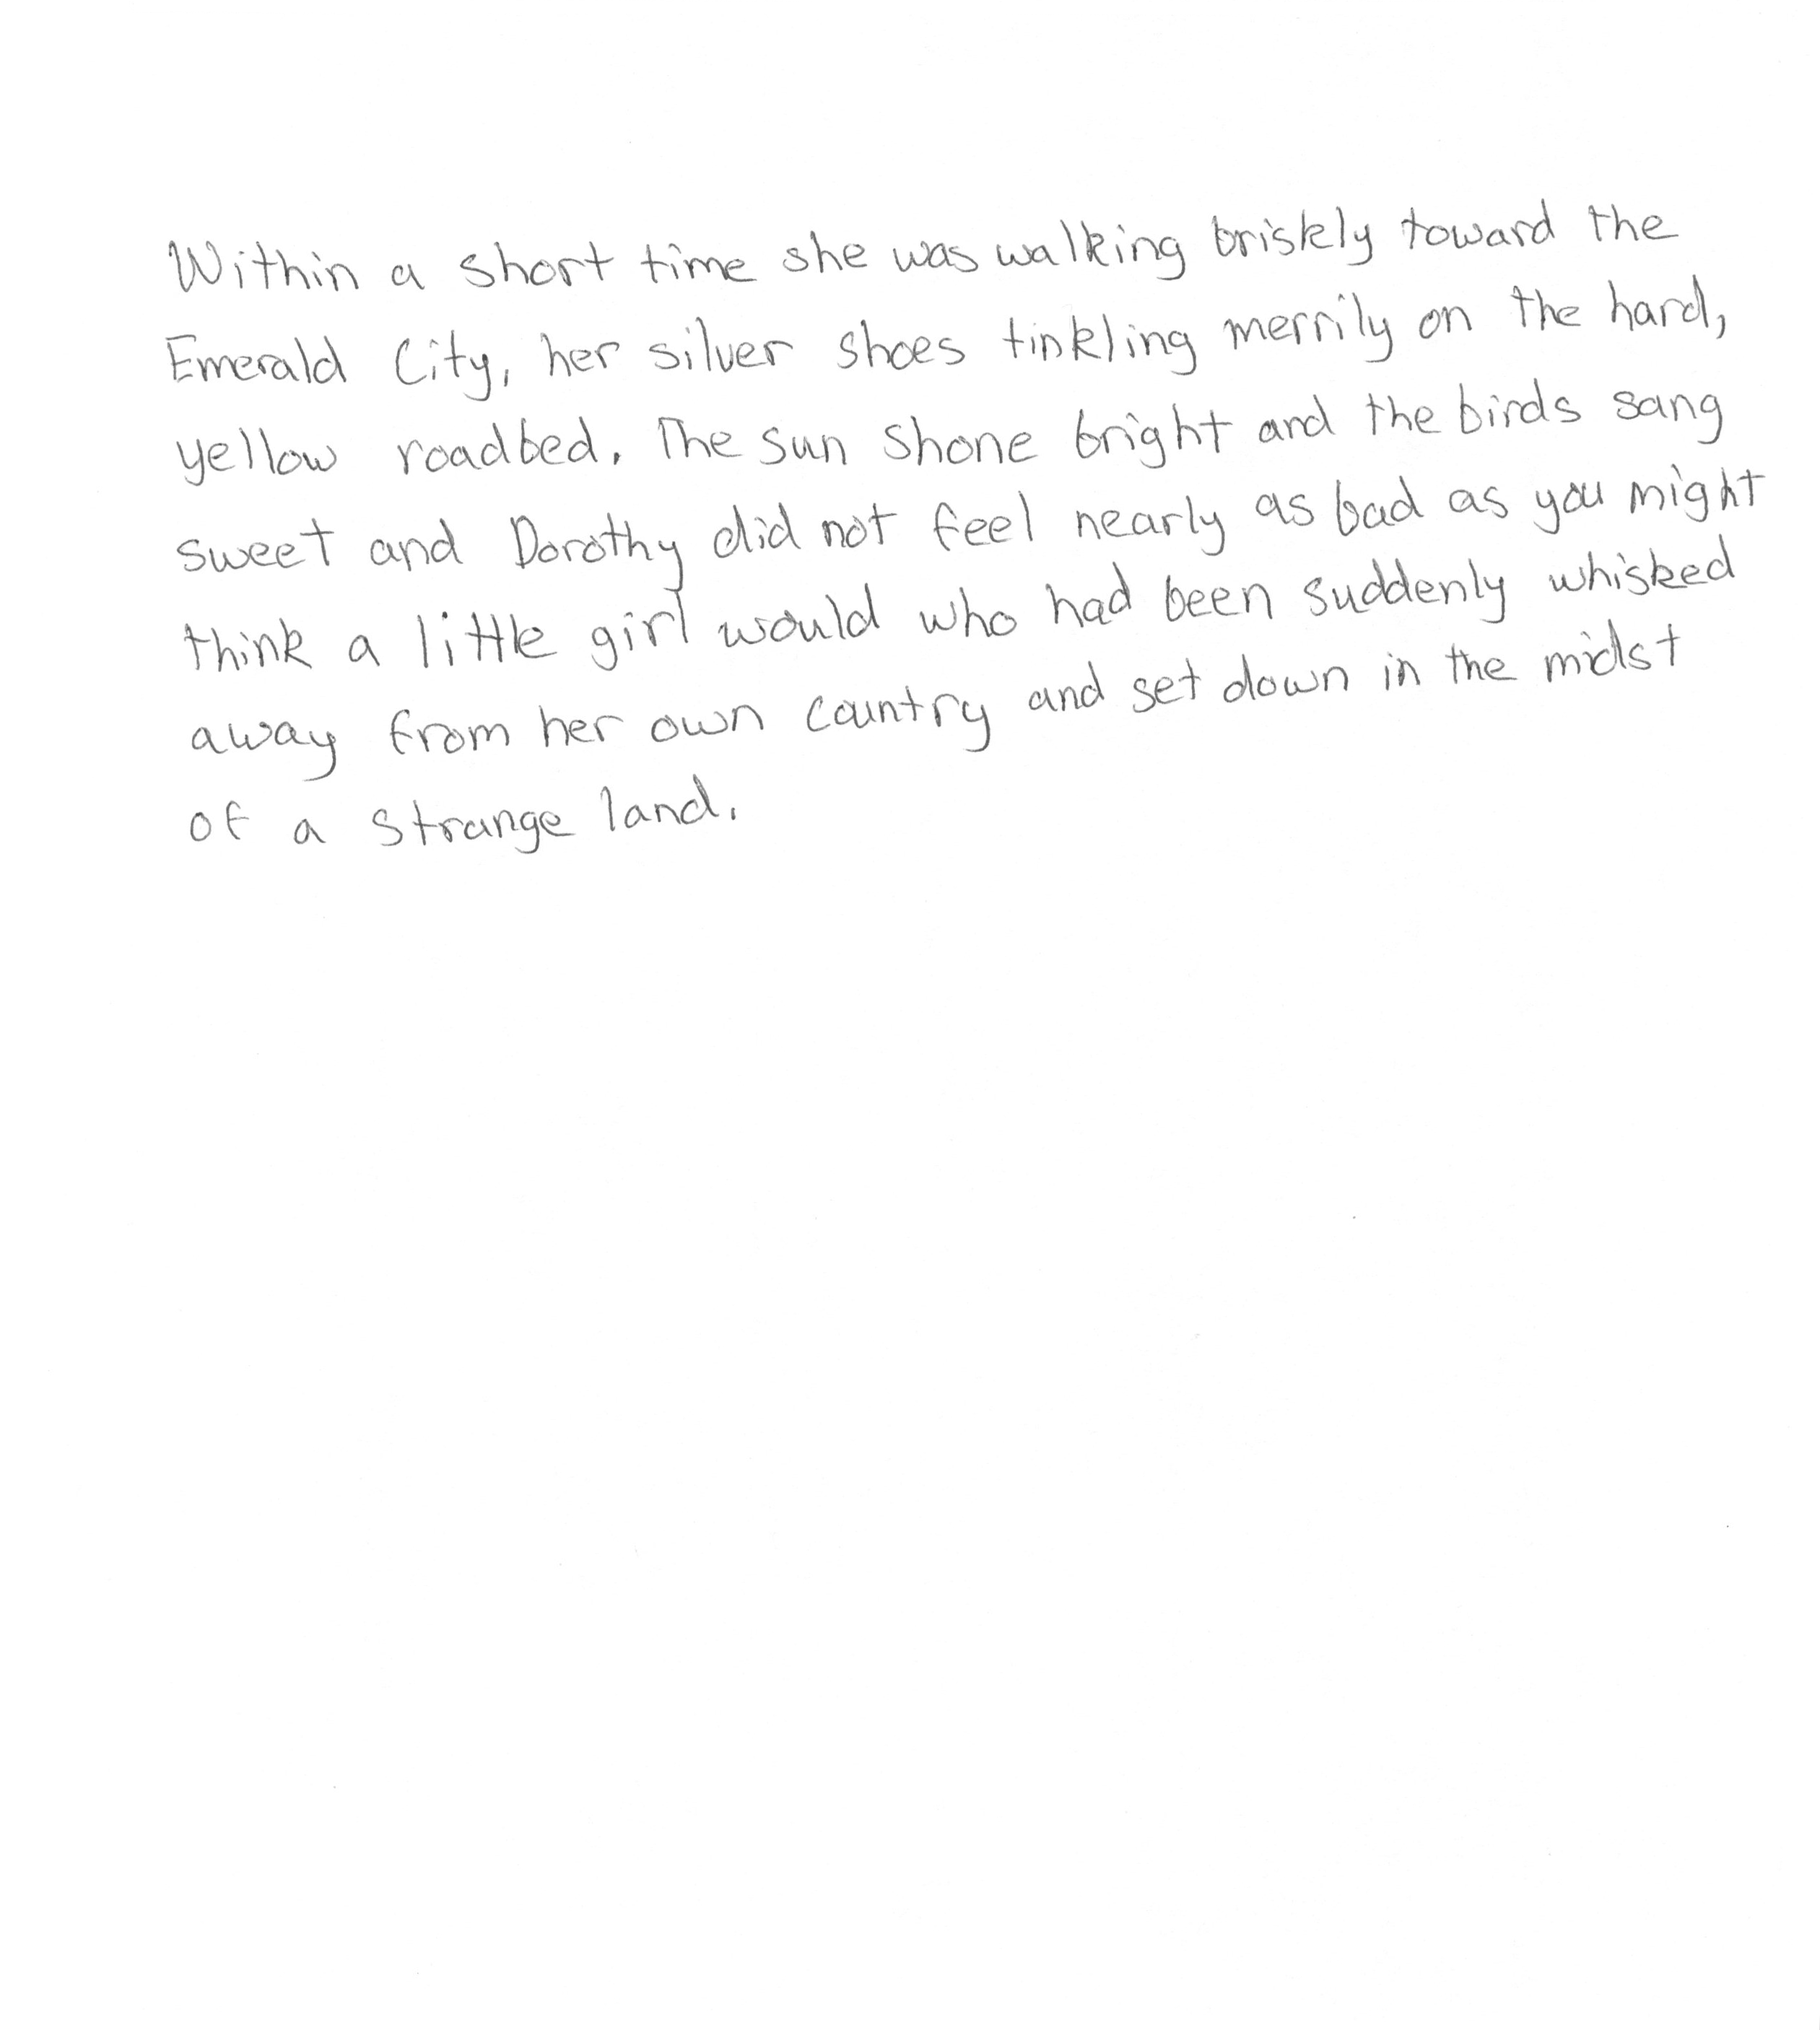 Within a short time she was walking briskly toward the
Emerald City, her silver shoes tinkling merrily on the hard,
yellow roadbed. The sun shone bright and the birds sang
sweet and Dorothy did not feel nearly as bad as you might
think a little girl would who had been suddenly whisked
away from her own country and set down in the midst
of a strange land.